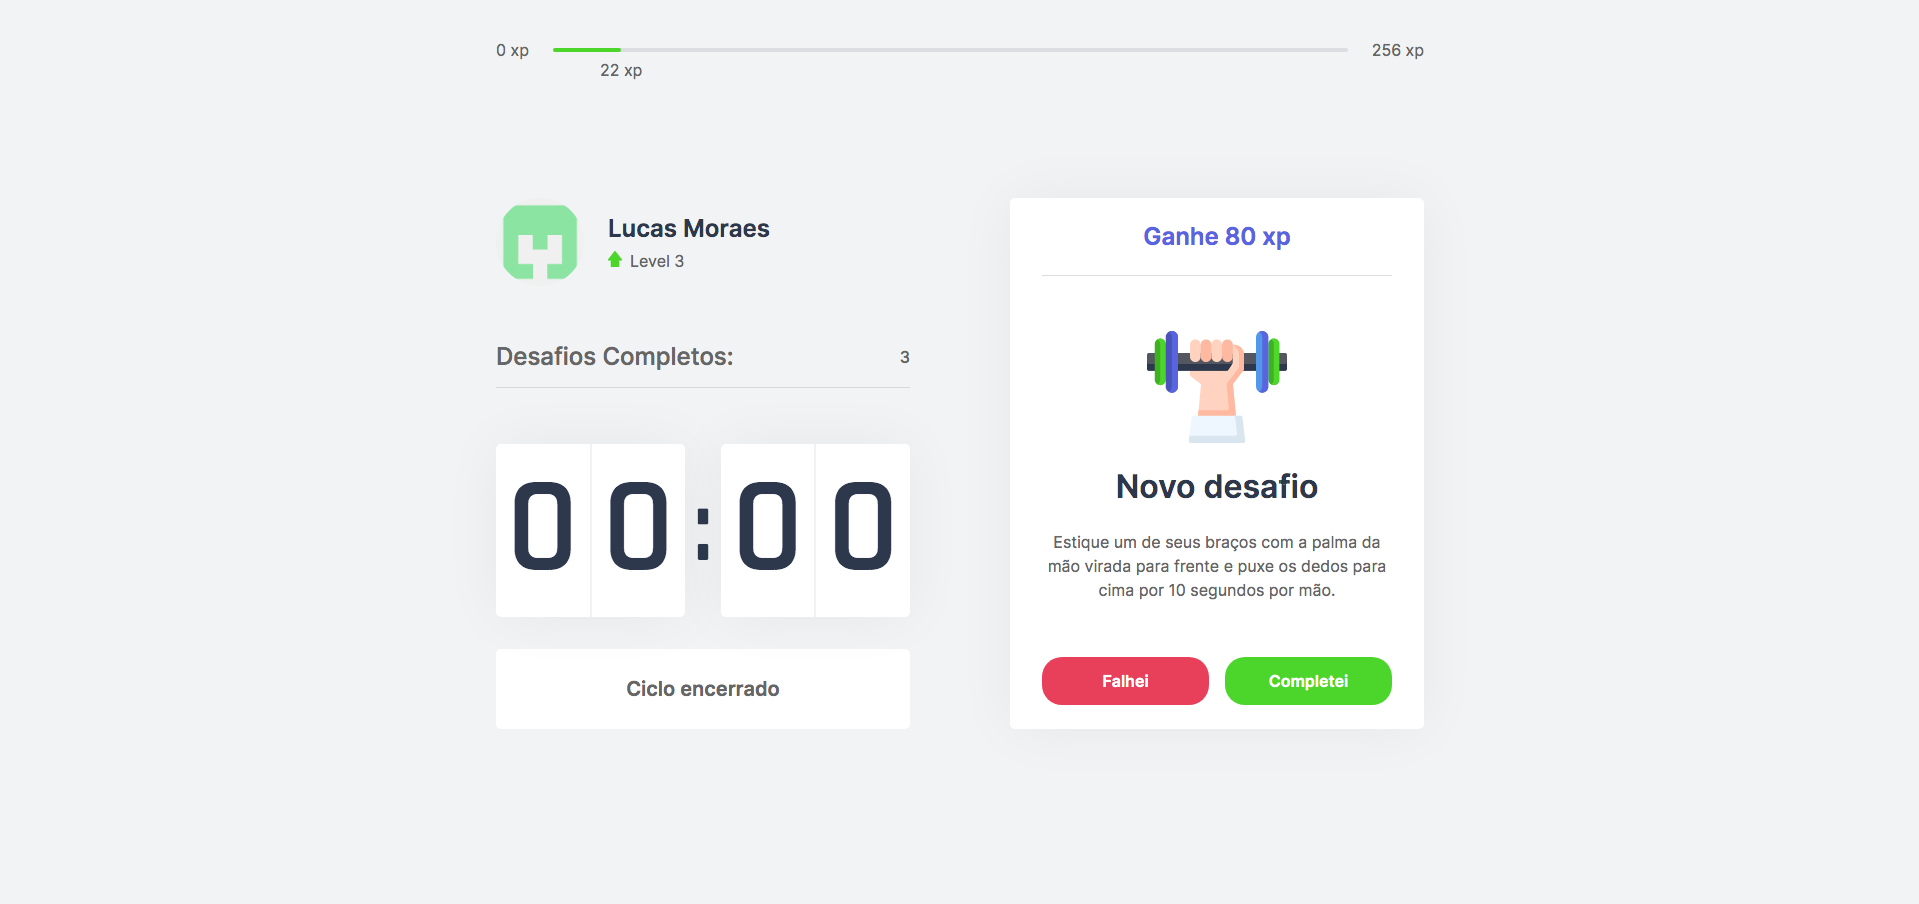 0 xp
256 xp
22 xp
Lucas Moraes
Level 3
Desafios Completos: 3
00:00
Ciclo encerrado
Ganhe 80 xp
Novo desafio
Estique um de seus braços com a palma da
mão virada para frente e puxe os dedos para
cima por 10 segundos por mão.
Falhei
Completei